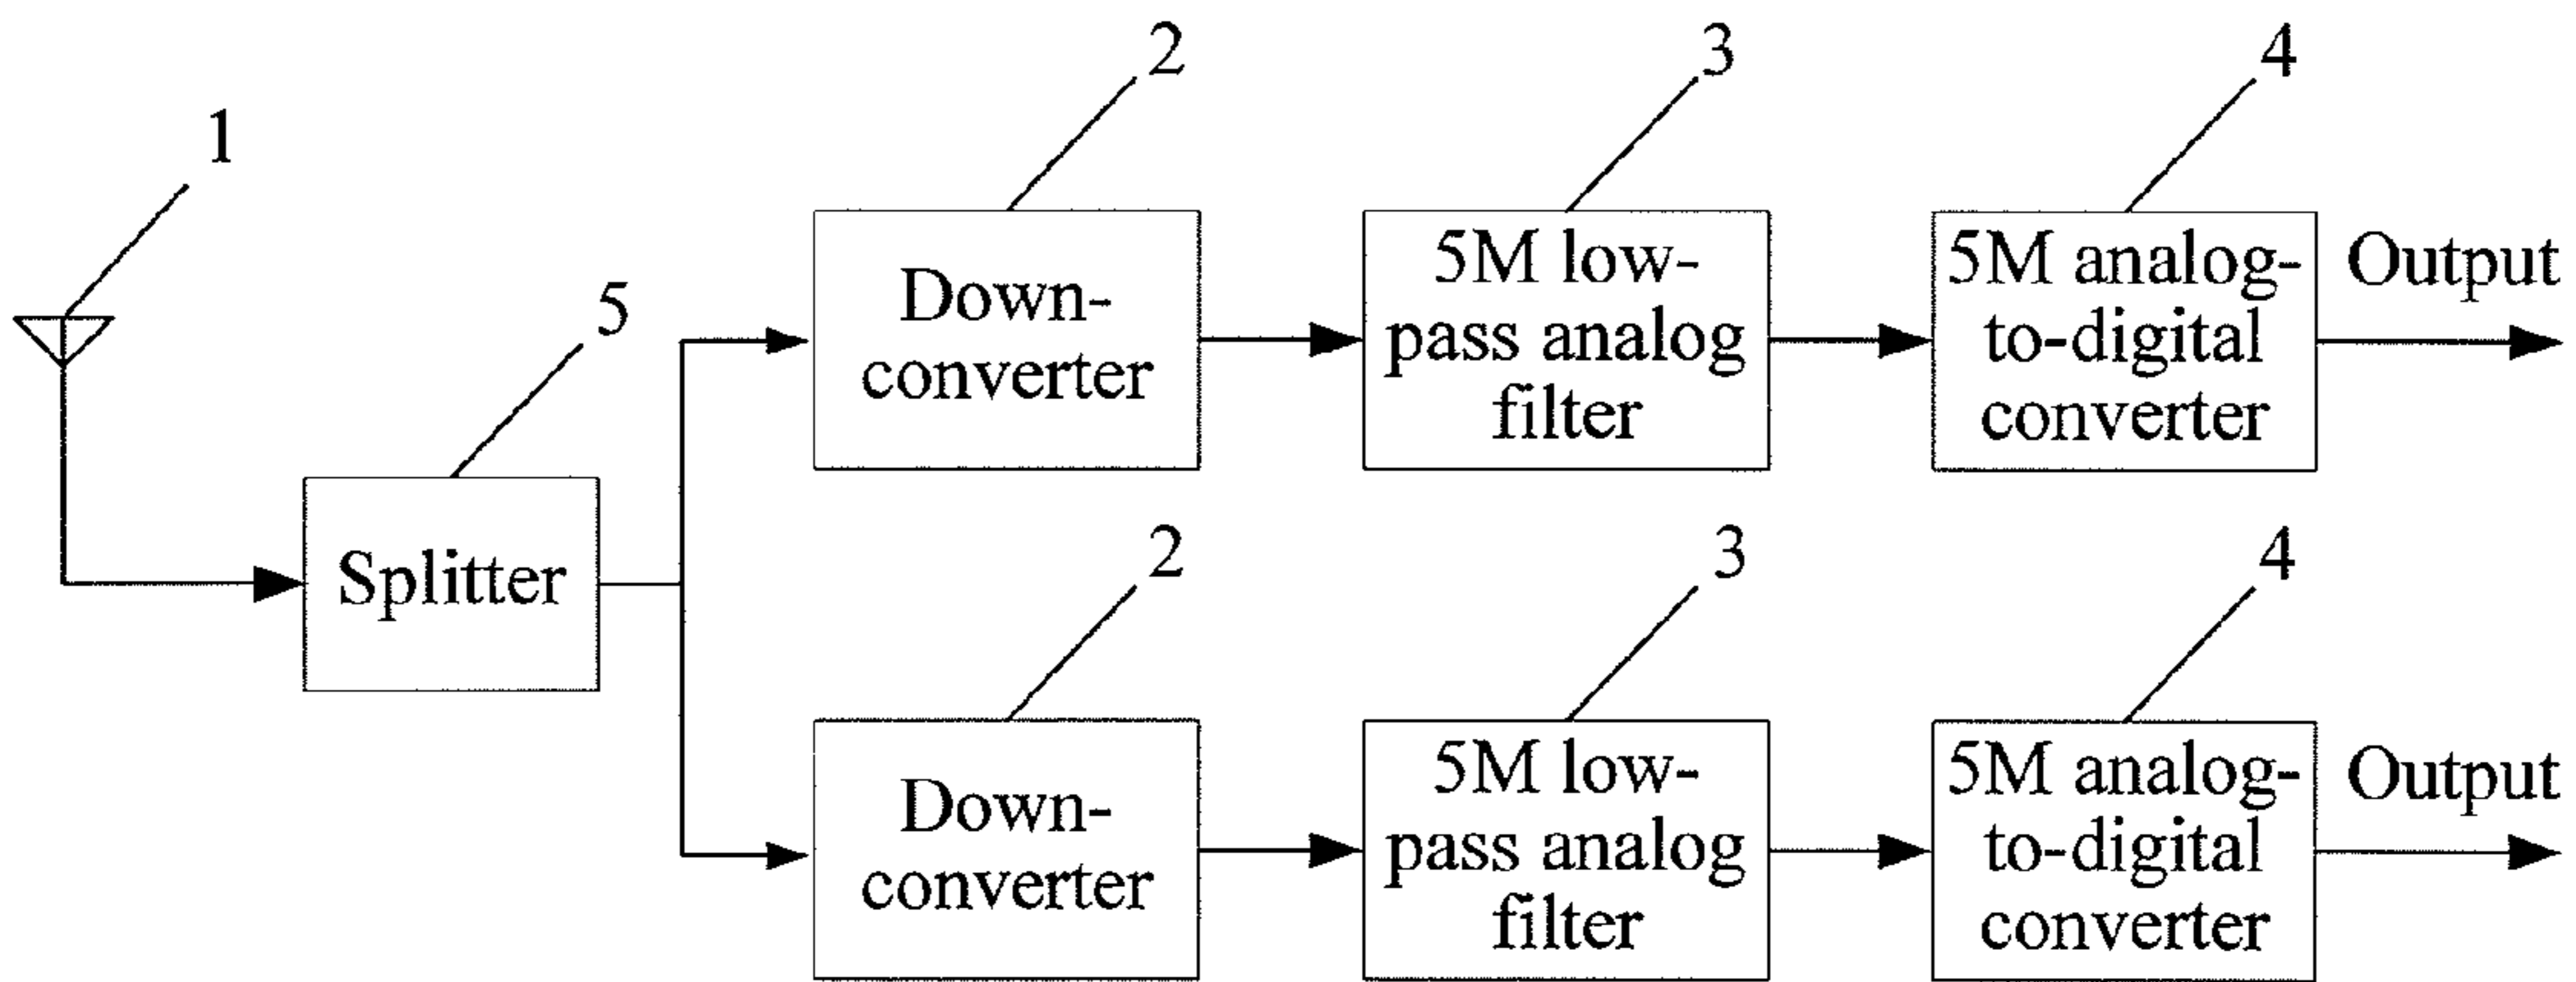 2
3
4
1
Down-
converter
5M low-
pass analog
filter
5M analog-
to-digital
converter
Output
5
Splitter
2
3
4
Down-
converter
5M low-
pass analog
filter
5M analog-
to-digital
converter
Output